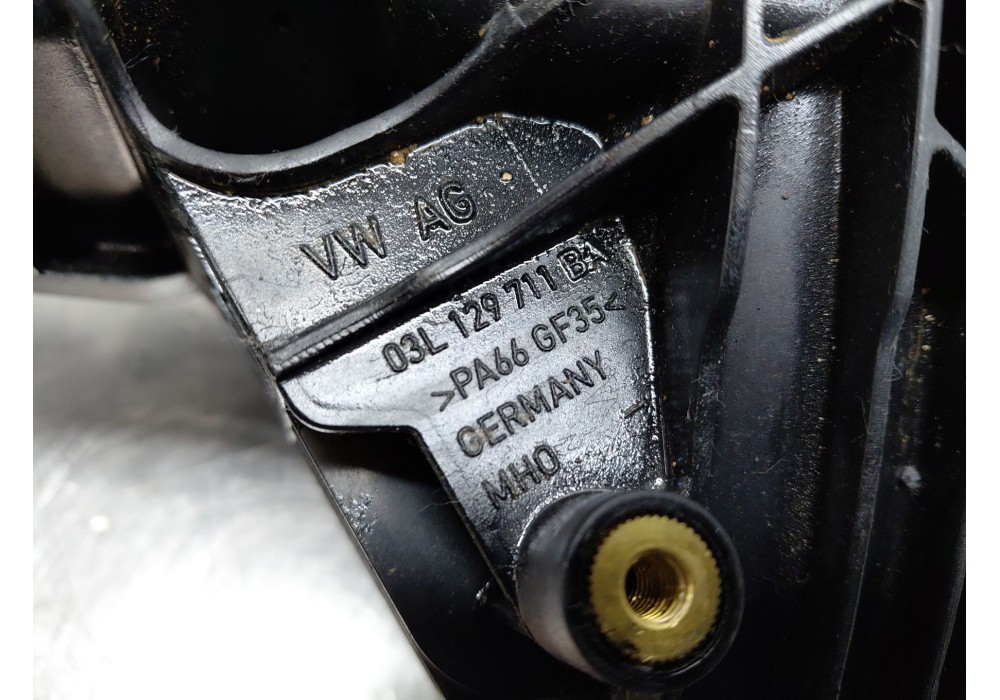 VW AG
03L 129 711 BA
>PA66 GF35<
GERMANY
MHO